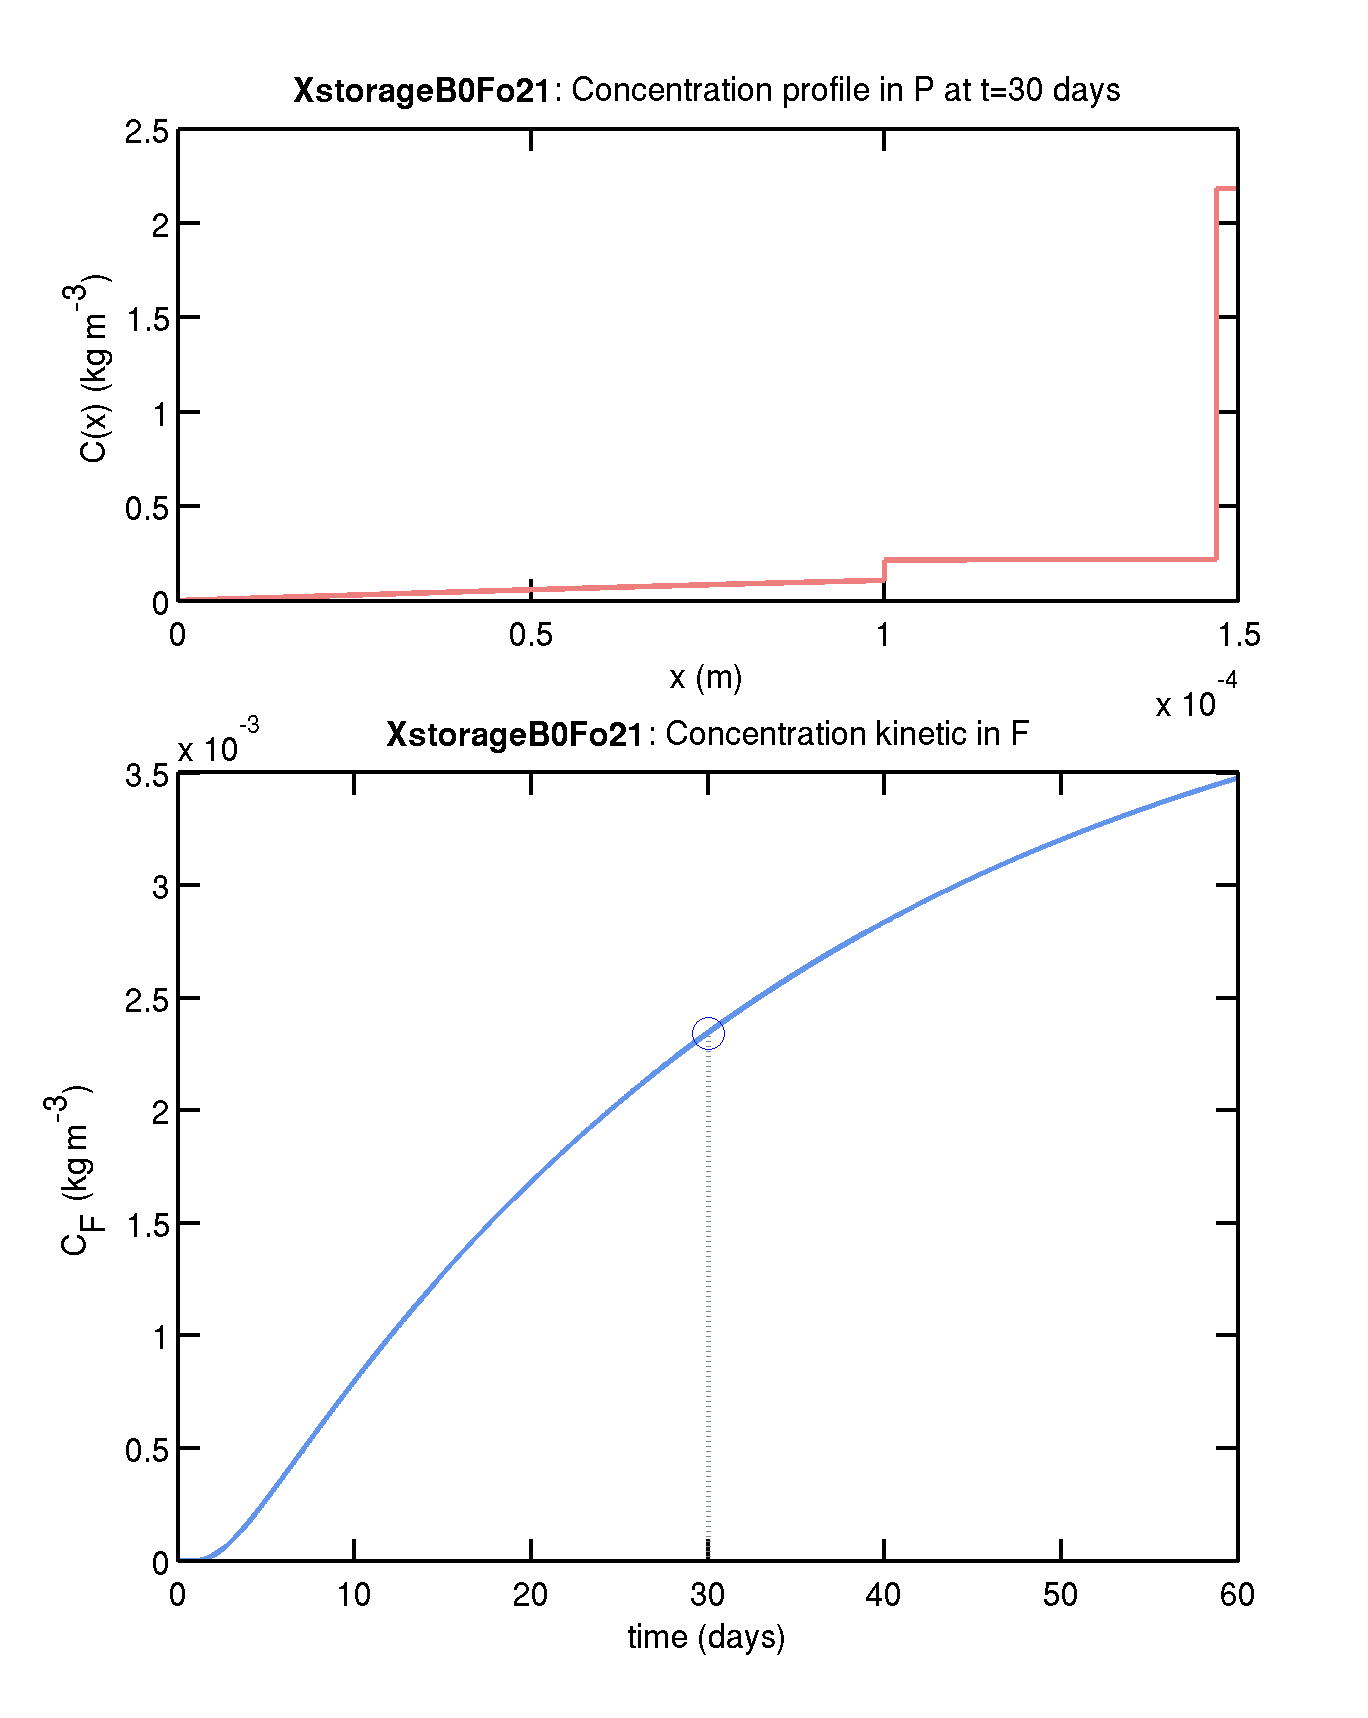 XstorageB0Fo21: Concentration profile in P at t=30 days
2.5
2
1.5
1
0.5
0
C(x) (kg m-3)
0 0.5 1 1.5
x (m)
x 10-4
XstorageB0Fo21: Concentration kinetic in F
x 10-3
3.5
3
2.5
2
1.5
1
0.5
0
CF (kg m-3)
0 10 20 30 40 50 60
time (days)